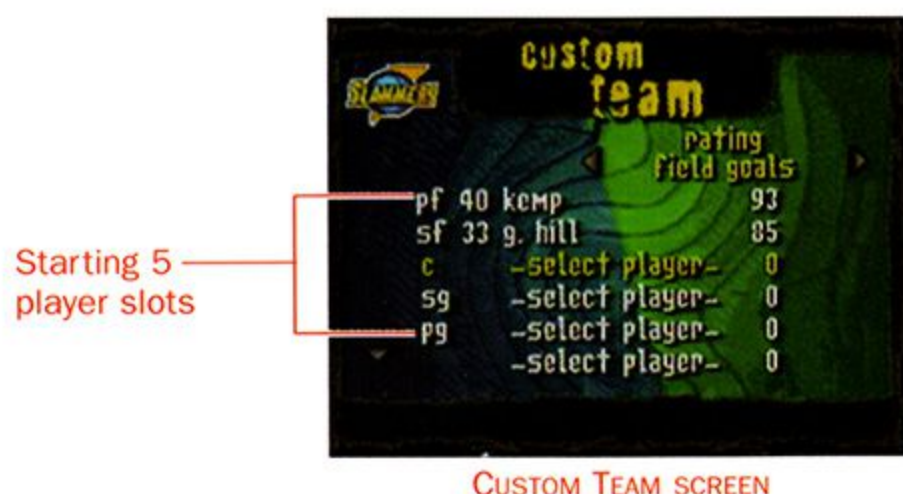 custom
team
SLAMMERS
rating
field goals
pf 40 kemp 93
sf 33 g. hill 85
c -select player- 0
sg -select player- 0
pg -select player- 0
-select player- 0
Starting 5
player slots
CUSTOM TEAM SCREEN